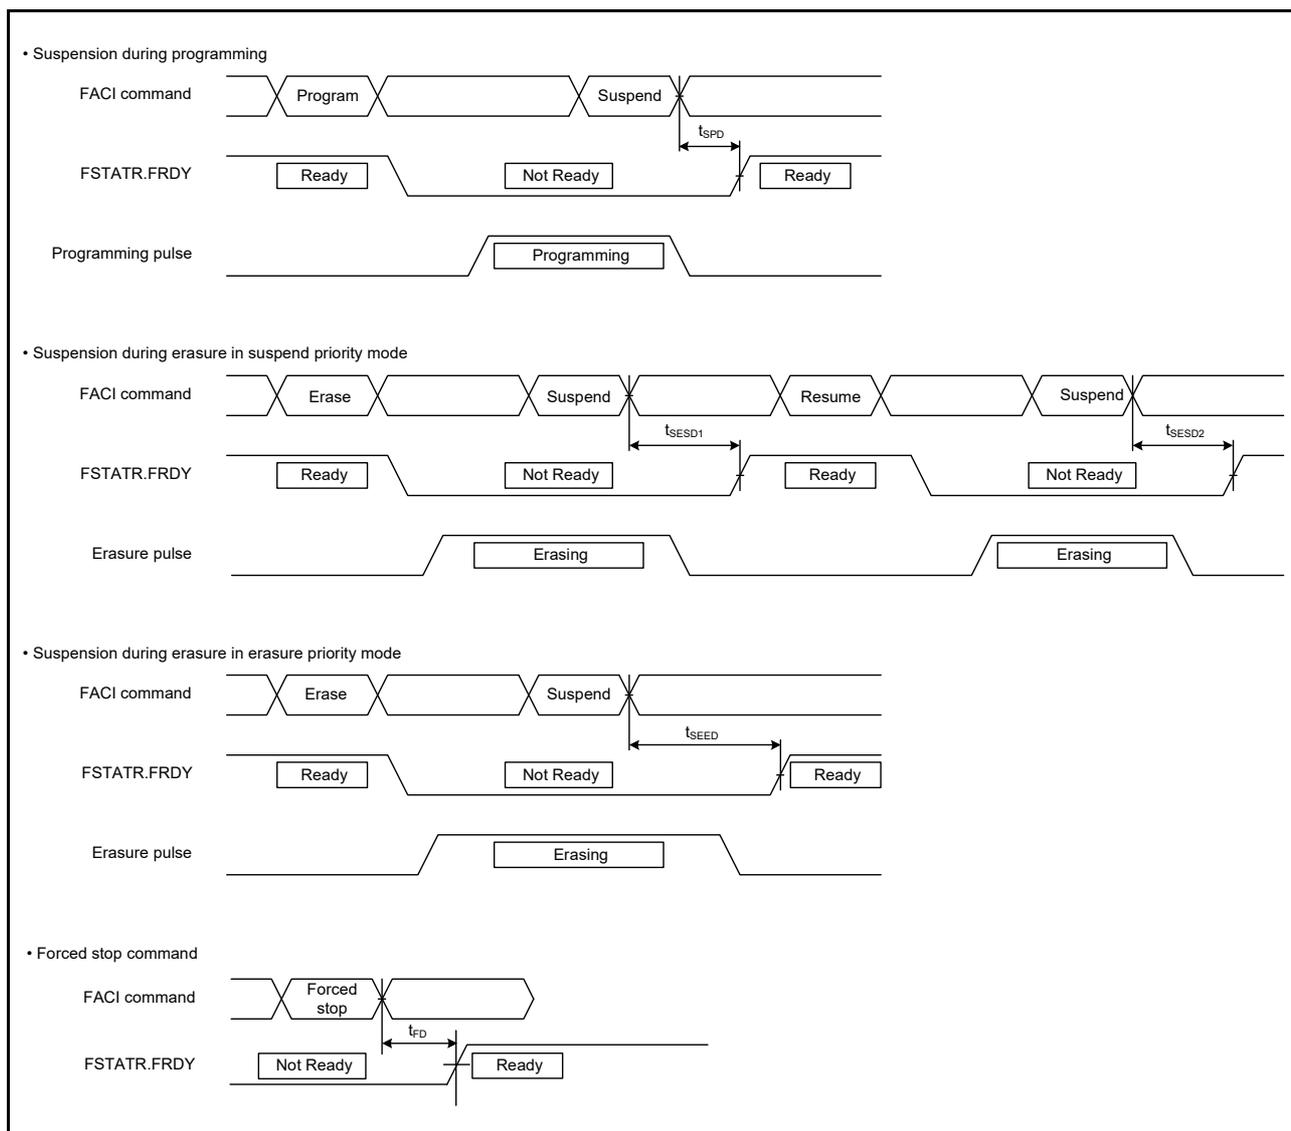 • Suspension during programming
FACI command Program Suspend
tSPD
FSTATR.FRDY Ready Not Ready Ready
Programming pulse Programming
• Suspension during erasure in suspend priority mode
FACI command Erase Suspend Resume Suspend
tSESD1 tSESD2
FSTATR.FRDY Ready Not Ready Ready Not Ready
Erasure pulse Erasing Erasing
• Suspension during erasure in erasure priority mode
FACI command Erase Suspend
tSEED
FSTATR.FRDY Ready Not Ready Ready
Erasure pulse Erasing
• Forced stop command
FACI command Forced stop
tFD
FSTATR.FRDY Not Ready Ready